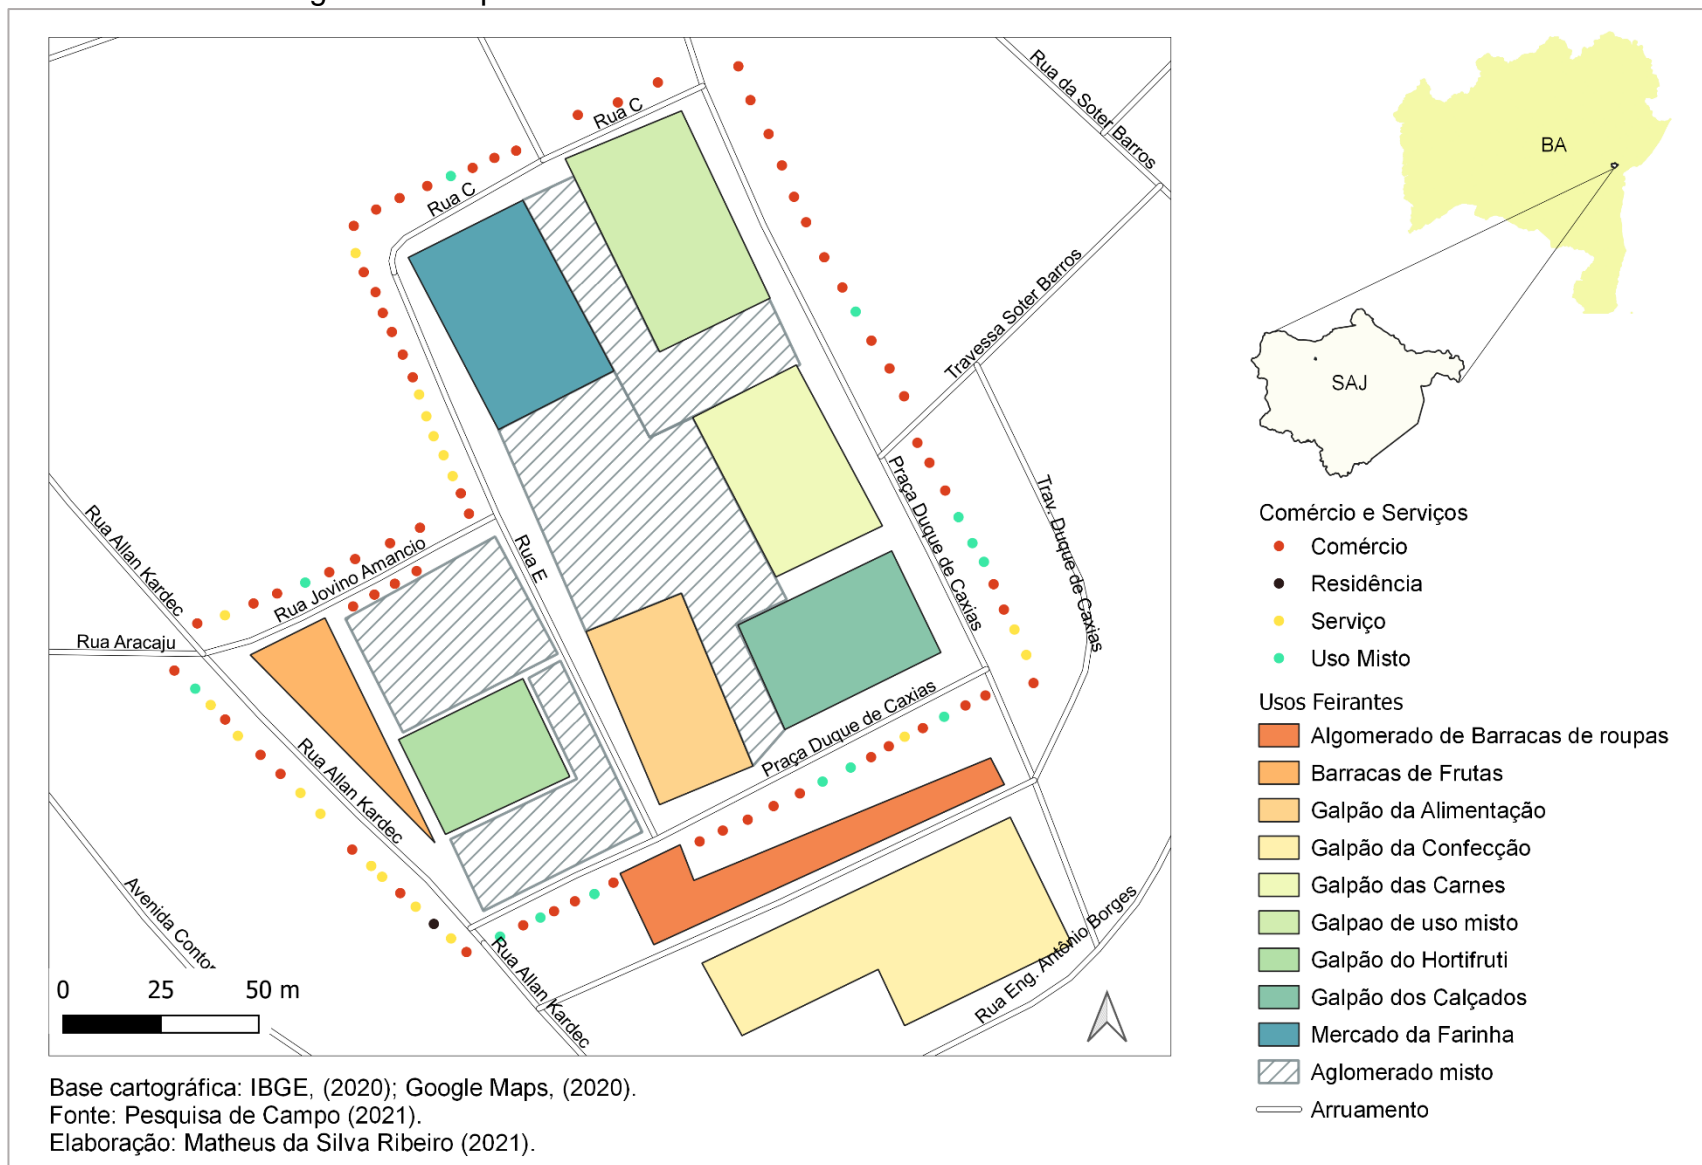 Rua C
Rua C
Rua da Soter Barros
Travessa Soter Barros
Praça Duque de Caxias
Trav. Duque de Caxias
Rua Allan Kardec
Rua Jovino Amancio
Rua E
Rua Aracaju
Rua Allan Kardec
Praça Duque de Caxias
Avenida Contor
Rua Allan Kardec
Rua Eng. Antônio Borges
0 25 50 m
BA
SAJ
Comércio e Serviços
Comércio
Residência
Serviço
Uso Misto
Usos Feirantes
Algomerado de Barracas de roupas
Barracas de Frutas
Galpão da Alimentação
Galpão da Confecção
Galpão das Carnes
Galpao de uso misto
Galpão do Hortifruti
Galpão dos Calçados
Mercado da Farinha
Aglomerado misto
Arruamento
Base cartográfica: IBGE, (2020); Google Maps, (2020).
Fonte: Pesquisa de Campo (2021).
Elaboração: Matheus da Silva Ribeiro (2021).